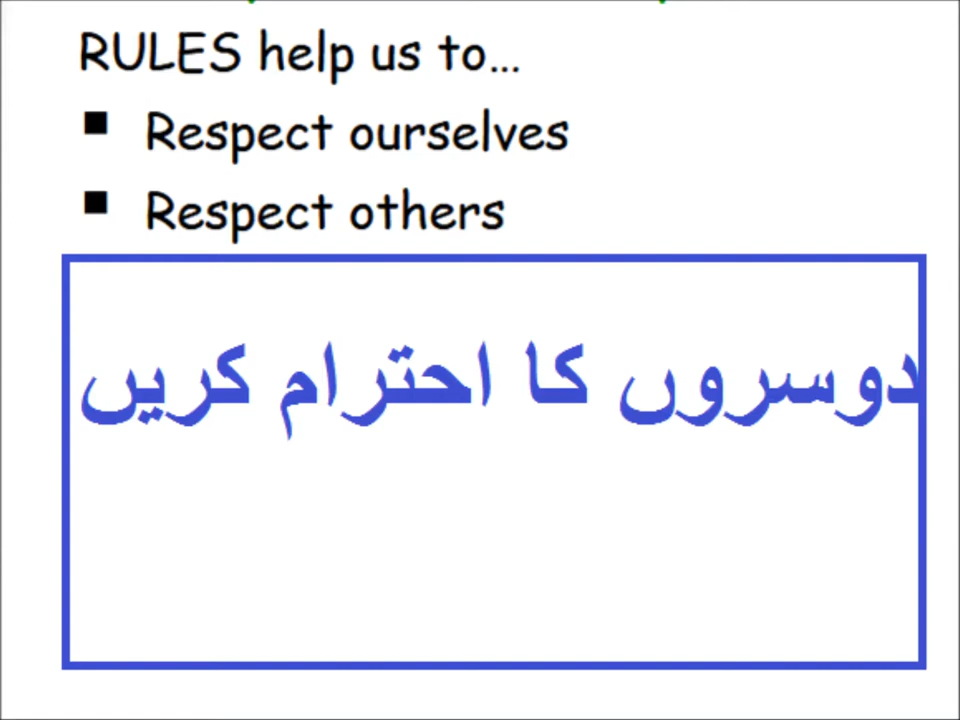 RULES help us to...
▪ Respect ourselves
▪ Respect others
دوسروں کا احترام کریں